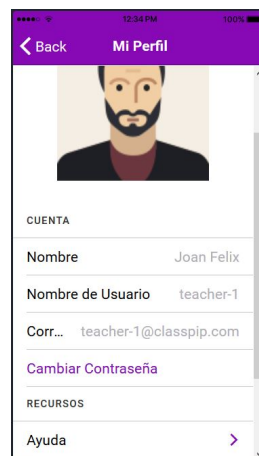 12:34 PM 100%
Back Mi Perfil
CUENTA
Nombre Joan Felix
Nombre de Usuario teacher-1
Corr... teacher-1@classpip.com
Cambiar Contraseña
RECURSOS
Ayuda